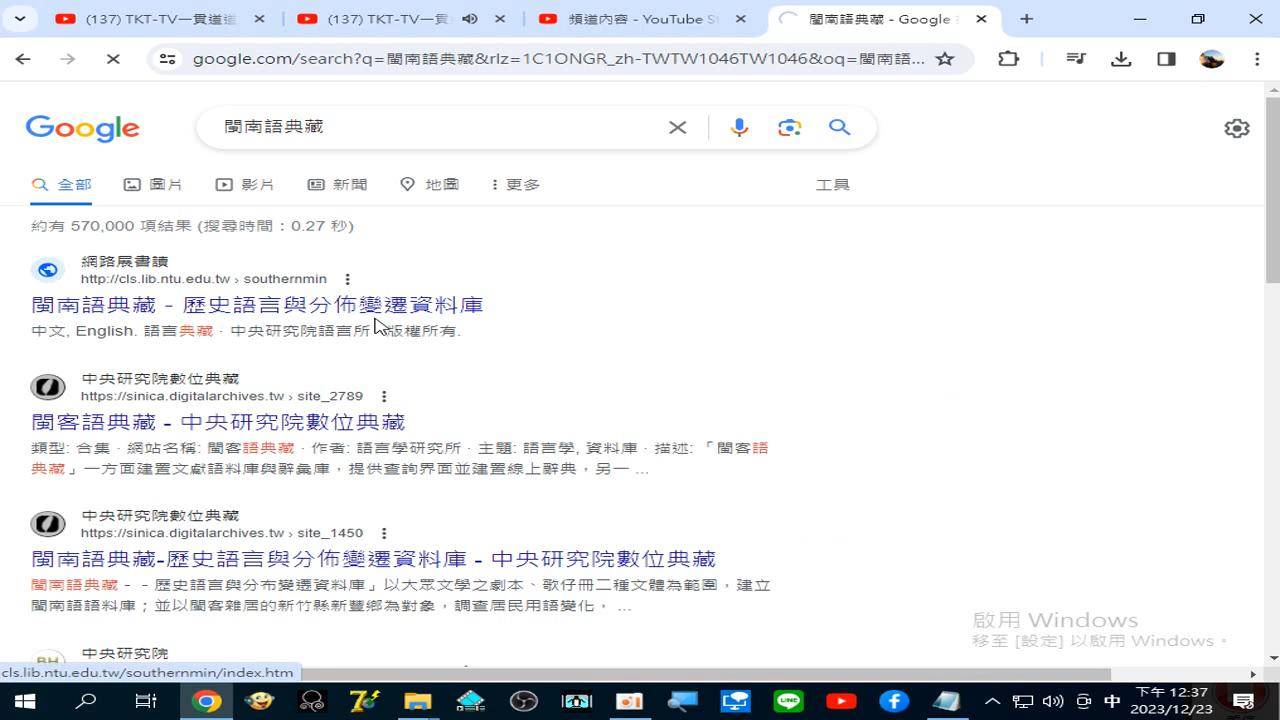 (137) TKT-TV一貫道道
(137) TKT-TV一貫
頻道內容 - YouTube S
閩南語典藏 - Google
google.com/search?q=閩南語典藏&rlz=1C1ONGR_zh-TWTW1046TW1046&oq=閩南語...
Google
閩南語典藏
全部 圖片 影片 新聞 地圖 更多 工具
約有 570,000 項結果 (搜尋時間：0.27 秒)
網路展書讀
http://cls.lib.ntu.edu.tw › southernmin
閩南語典藏 - 歷史語言與分佈變遷資料庫
中文, English. 語言典藏 · 中央研究院語言所 版權所有.
中央研究院數位典藏
https://sinica.digitalarchives.tw › site_2789
閩客語典藏 - 中央研究院數位典藏
類型: 合集 · 網站名稱: 閩客語典藏 · 作者: 語言學研究所 · 主題: 語言學, 資料庫 · 描述: 「閩客語
典藏」一方面建置文獻語料庫與辭彙庫，提供查詢界面並建置線上辭典，另一 ...
中央研究院數位典藏
https://sinica.digitalarchives.tw › site_1450
閩南語典藏-歷史語言與分佈變遷資料庫 - 中央研究院數位典藏
閩南語典藏 - - 歷史語言與分布變遷資料庫」以大眾文學之劇本、歌仔冊二種文體為範圍，建立
閩南語語料庫；並以閩客雜居的新竹縣新豐鄉為對象，調查居民用語變化， ...
中央研究院
啟用 Windows
移至 [設定] 以啟用 Windows。
cls.lib.ntu.edu.tw/southernmin/index.htm
中
下午 12:37
2023/12/23